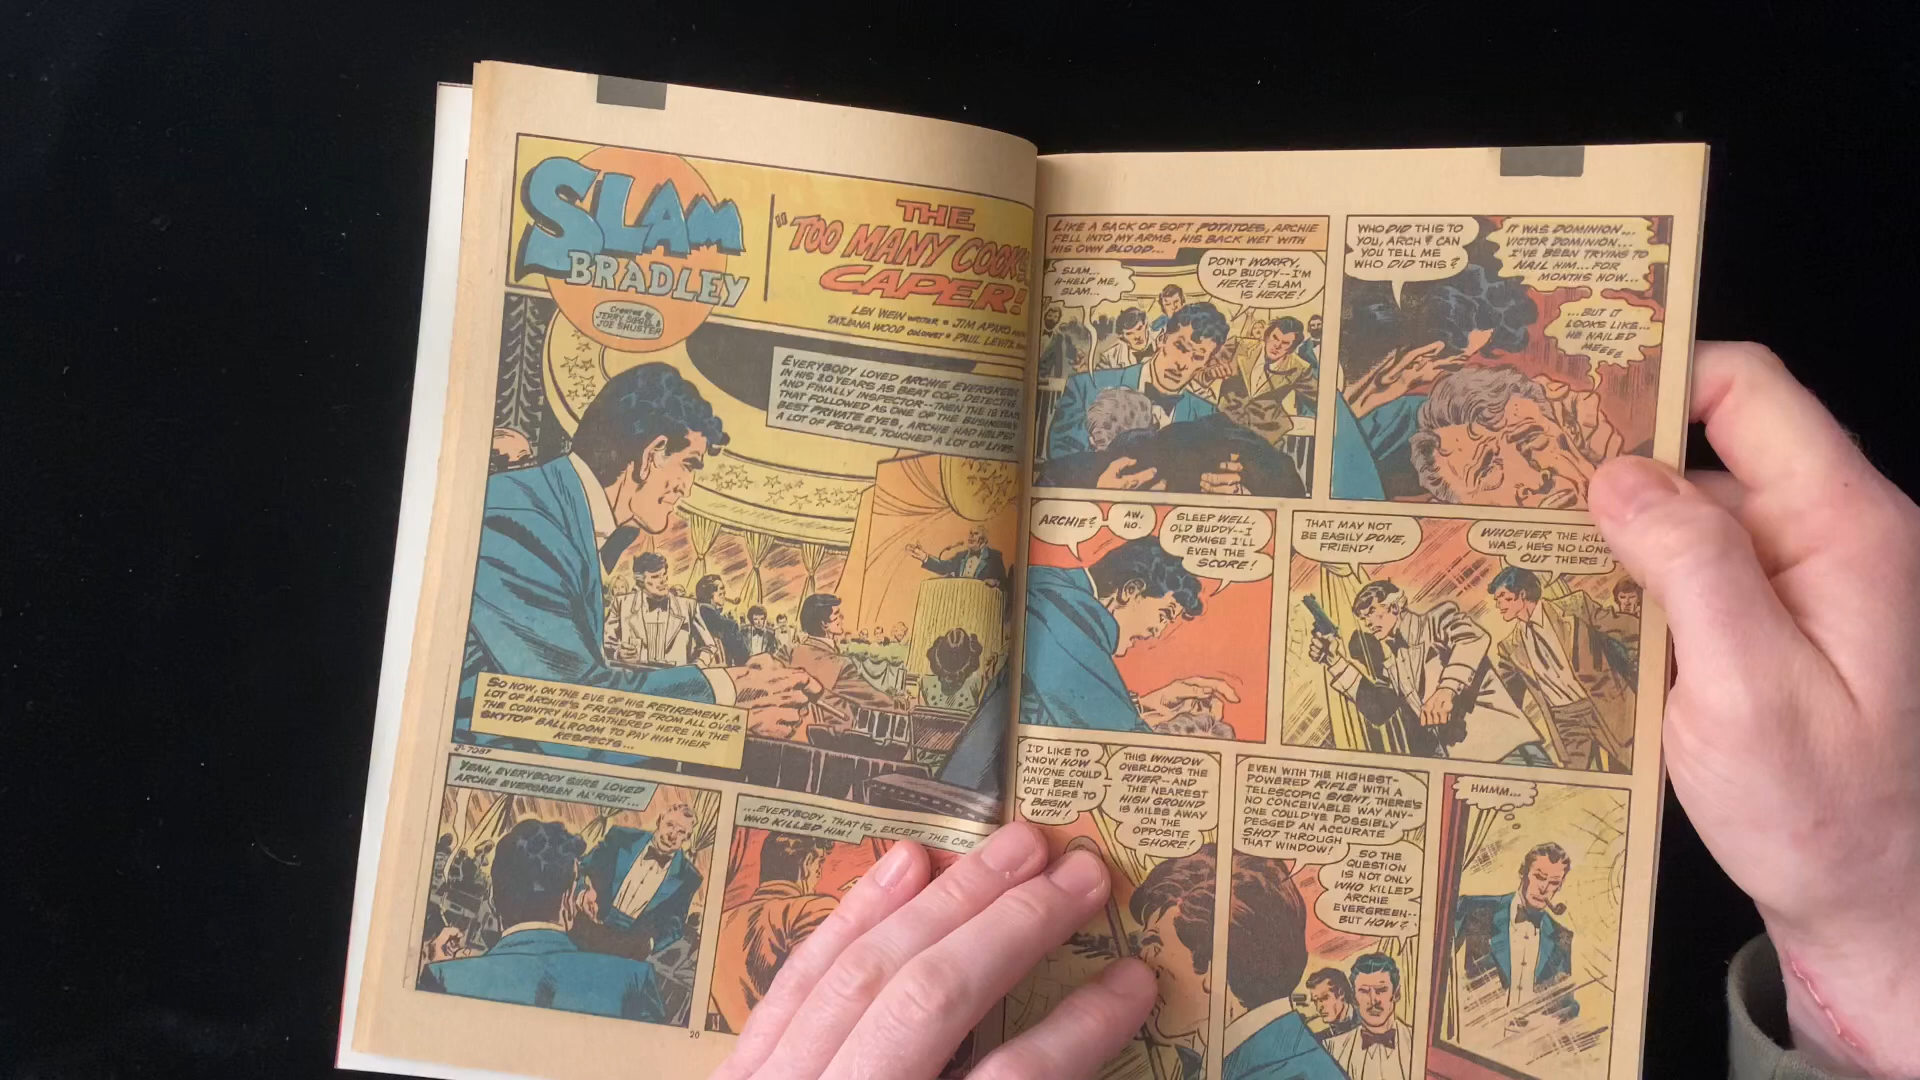 SLAM
BRADLEY
Created by
JERRY SIEGEL &
JOE SHUSTER
THE
"TOO MANY COOKS
CAPER!
LEN WEIN WRITER • JIM APARO
TATJANA WOOD COLORIST • PAUL LEVITZ
EVERYBODY LOVED ARCHIE EVERGREEN.
IN HIS 20 YEARS AS BEAT COP, DETECTIVE,
AND FINALLY INSPECTOR--THEN THE 15 YEARS
THAT FOLLOWED AS ONE OF THE BUSINESS'
BEST PRIVATE EYES, ARCHIE HAD HELPED
A LOT OF PEOPLE, TOUCHED A LOT OF LIVES.
SO NOW, ON THE EVE OF HIS RETIREMENT, A
LOT OF ARCHIE'S FRIENDS FROM ALL OVER
THE COUNTRY HAD GATHERED HERE IN THE
SKYTOP BALLROOM TO PAY HIM THEIR
RESPECTS...
YEAH, EVERYBODY SURE LOVED
ARCHIE EVERGREEN AL'RIGHT...
...EVERYBODY, THAT IS, EXCEPT THE CRE
WHO KILLED HIM!
20
LIKE A SACK OF SOFT POTATOES, ARCHIE
FELL INTO MY ARMS, HIS BACK WET WITH
HIS OWN BLOOD...
SLAM...
H-HELP ME,
SLAM...
DON'T WORRY,
OLD BUDDY--I'M
HERE! SLAM
IS HERE!
WHO DID THIS TO
YOU, ARCH? CAN
YOU TELL ME
WHO DID THIS?
IT WAS DOMINION...
VICTOR DOMINION...
I'VE BEEN TRYING TO
NAIL HIM... FOR
MONTHS NOW...
...BUT IT
LOOKS LIKE...
HE NAILED
MEEEE
ARCHIE?
AW,
NO.
SLEEP WELL,
OLD BUDDY--I
PROMISE I'LL
EVEN THE
SCORE!
THAT MAY NOT
BE EASILY DONE,
FRIEND!
WHOEVER THE KILL
WAS, HE'S NO LONG
OUT THERE!
I'D LIKE TO
KNOW HOW
ANYONE COULD
HAVE BEEN
OUT HERE TO
BEGIN
WITH!
THIS WINDOW
OVERLOOKS THE
RIVER--AND
THE NEAREST
HIGH GROUND
IS MILES AWAY
ON THE
OPPOSITE
SHORE!
EVEN WITH THE HIGHEST-
POWERED RIFLE WITH A
TELESCOPIC SIGHT, THERE'S
NO CONCEIVABLE WAY ANY-
ONE COULD'VE POSSIBLY
PEGGED AN ACCURATE
SHOT THROUGH
THAT WINDOW!
SO THE
QUESTION
IS NOT ONLY
WHO KILLED
ARCHIE
EVERGREEN--
BUT HOW?
HMMM...